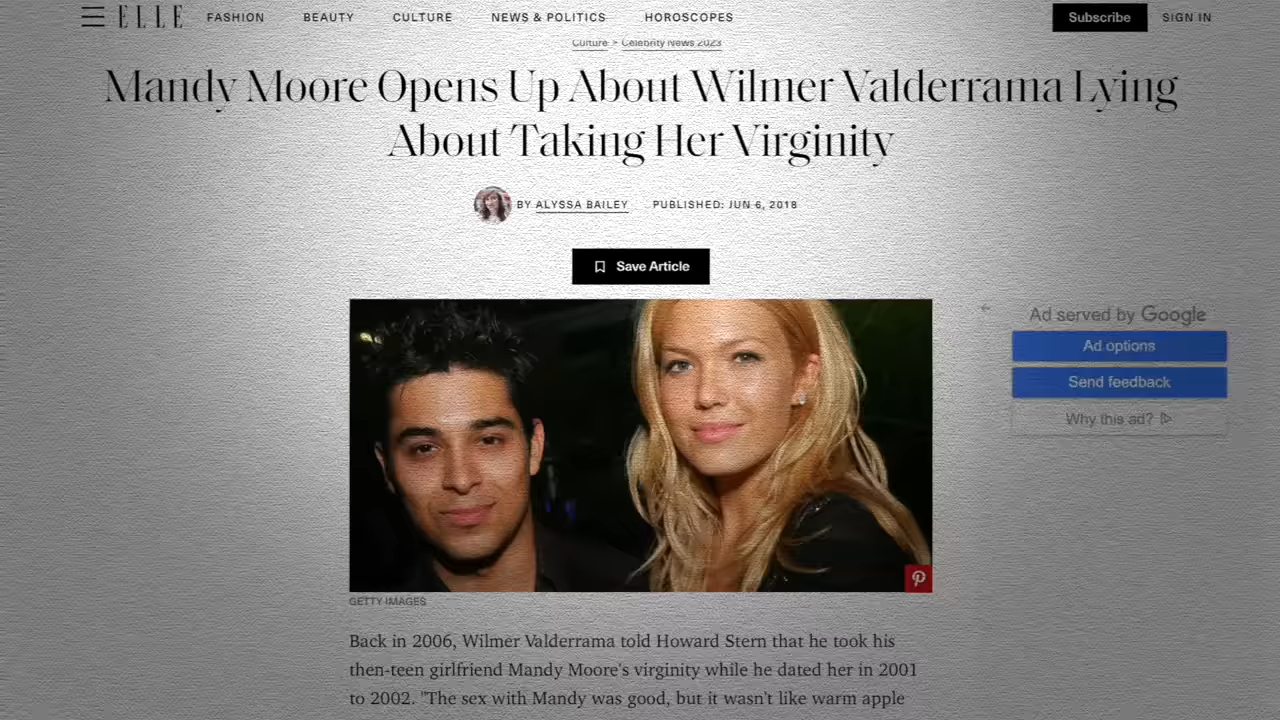 ELLE FASHION BEAUTY CULTURE NEWS & POLITICS HOROSCOPES Subscribe SIGN IN
Culture > Celebrity News 2023
Mandy Moore Opens Up About Wilmer Valderrama Lying
About Taking Her Virginity
BY ALYSSA BAILEY PUBLISHED: JUN 6, 2018
Save Article
Ad served by Google
Ad options
Send feedback
Why this ad?
GETTY IMAGES
Back in 2006, Wilmer Valderrama told Howard Stern that he took his
then-teen girlfriend Mandy Moore's virginity while he dated her in 2001
to 2002. "The sex with Mandy was good, but it wasn't like warm apple